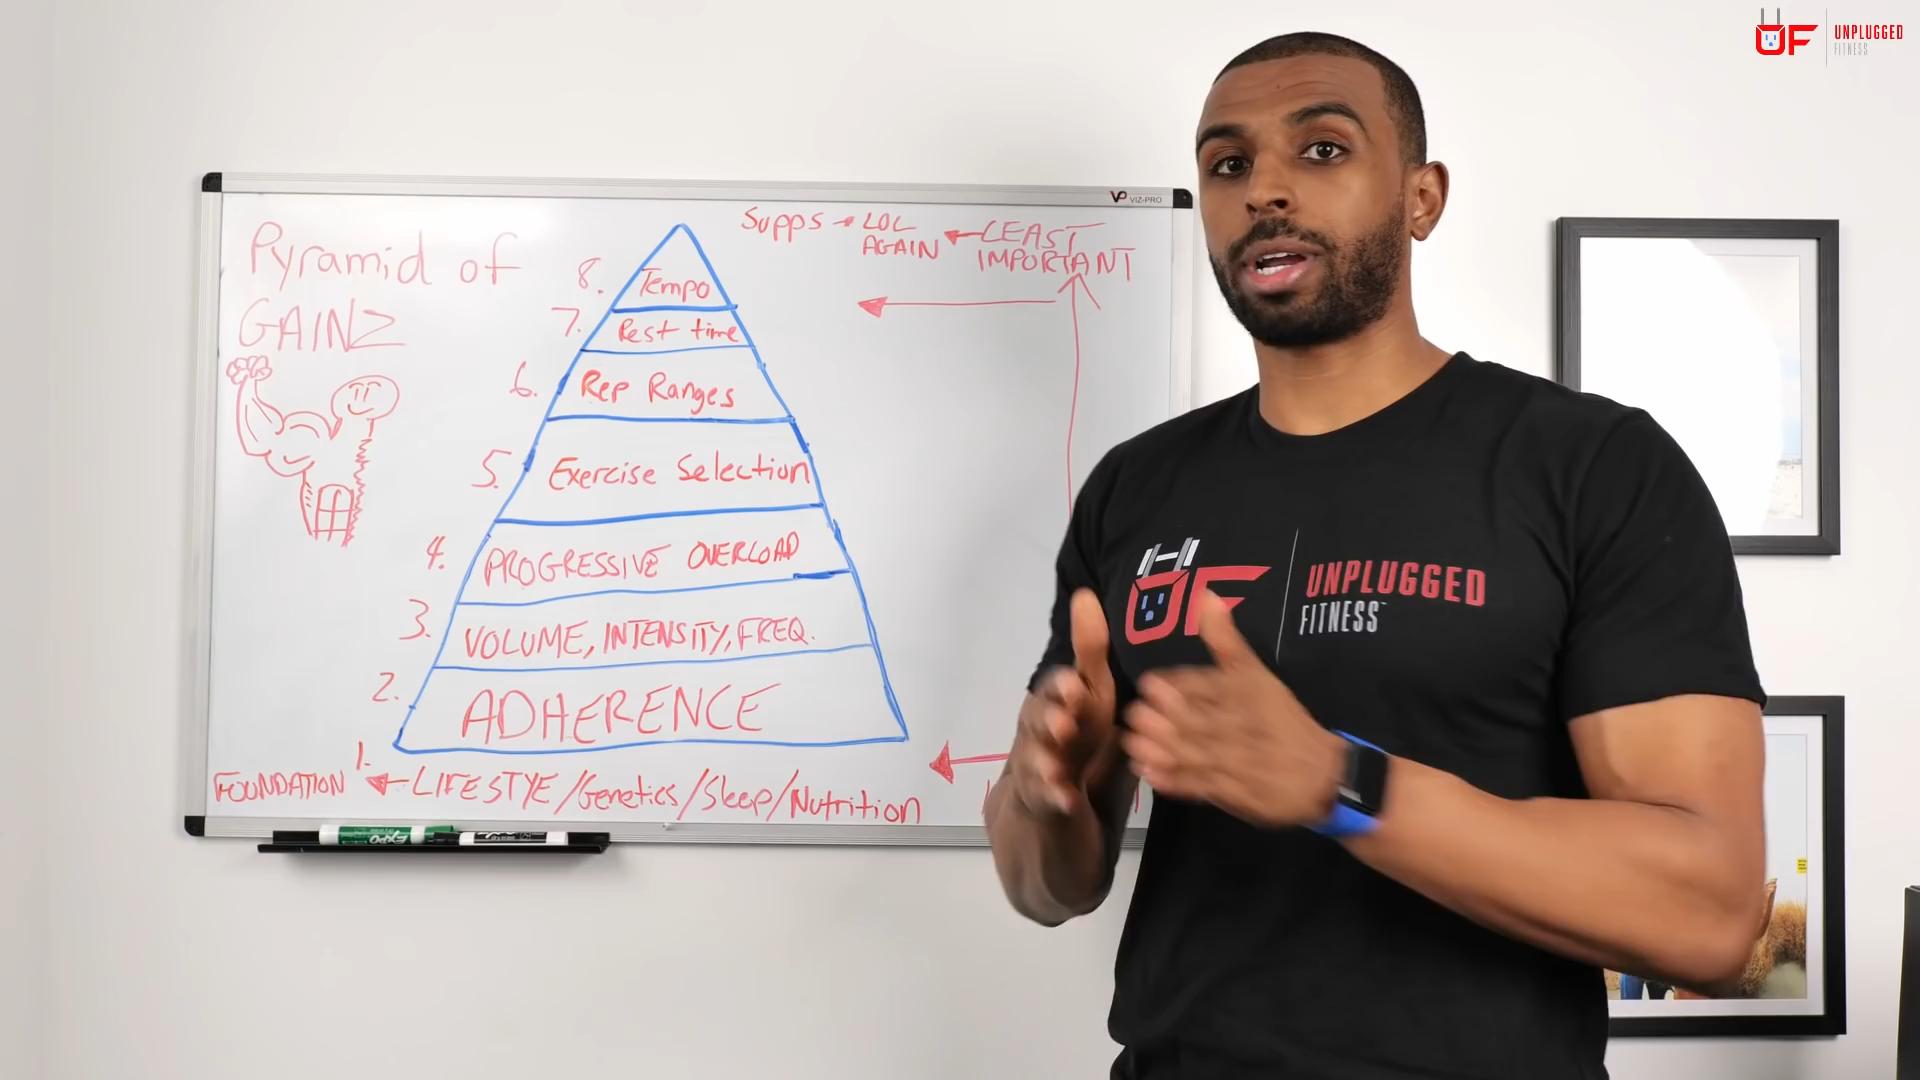 UNPLUGGED
FITNESS
VIZ-PRO
Pyramid of
GAINZ
Supps → LOL
AGAIN ← LEAST
IMPORTANT
8. Tempo
7. Rest time
6. Rep Ranges
5. Exercise Selection
4. PROGRESSIVE OVERLOAD
3. VOLUME, INTENSITY, FREQ.
2. ADHERENCE
1.
FOUNDATION ← LIFESTYE/Genetics/Sleep/Nutrition
EXPO
UF UNPLUGGED
FITNESS